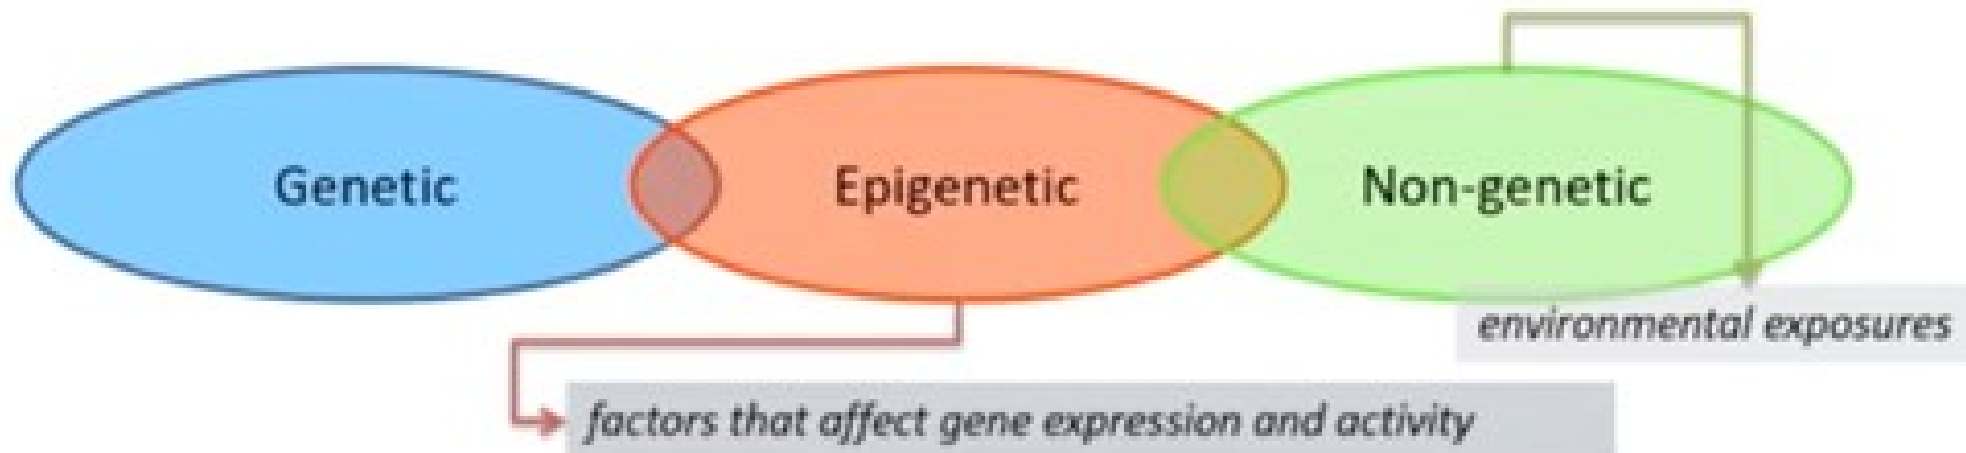 Genetic
Epigenetic
Non-genetic
environmental exposures
factors that affect gene expression and activity